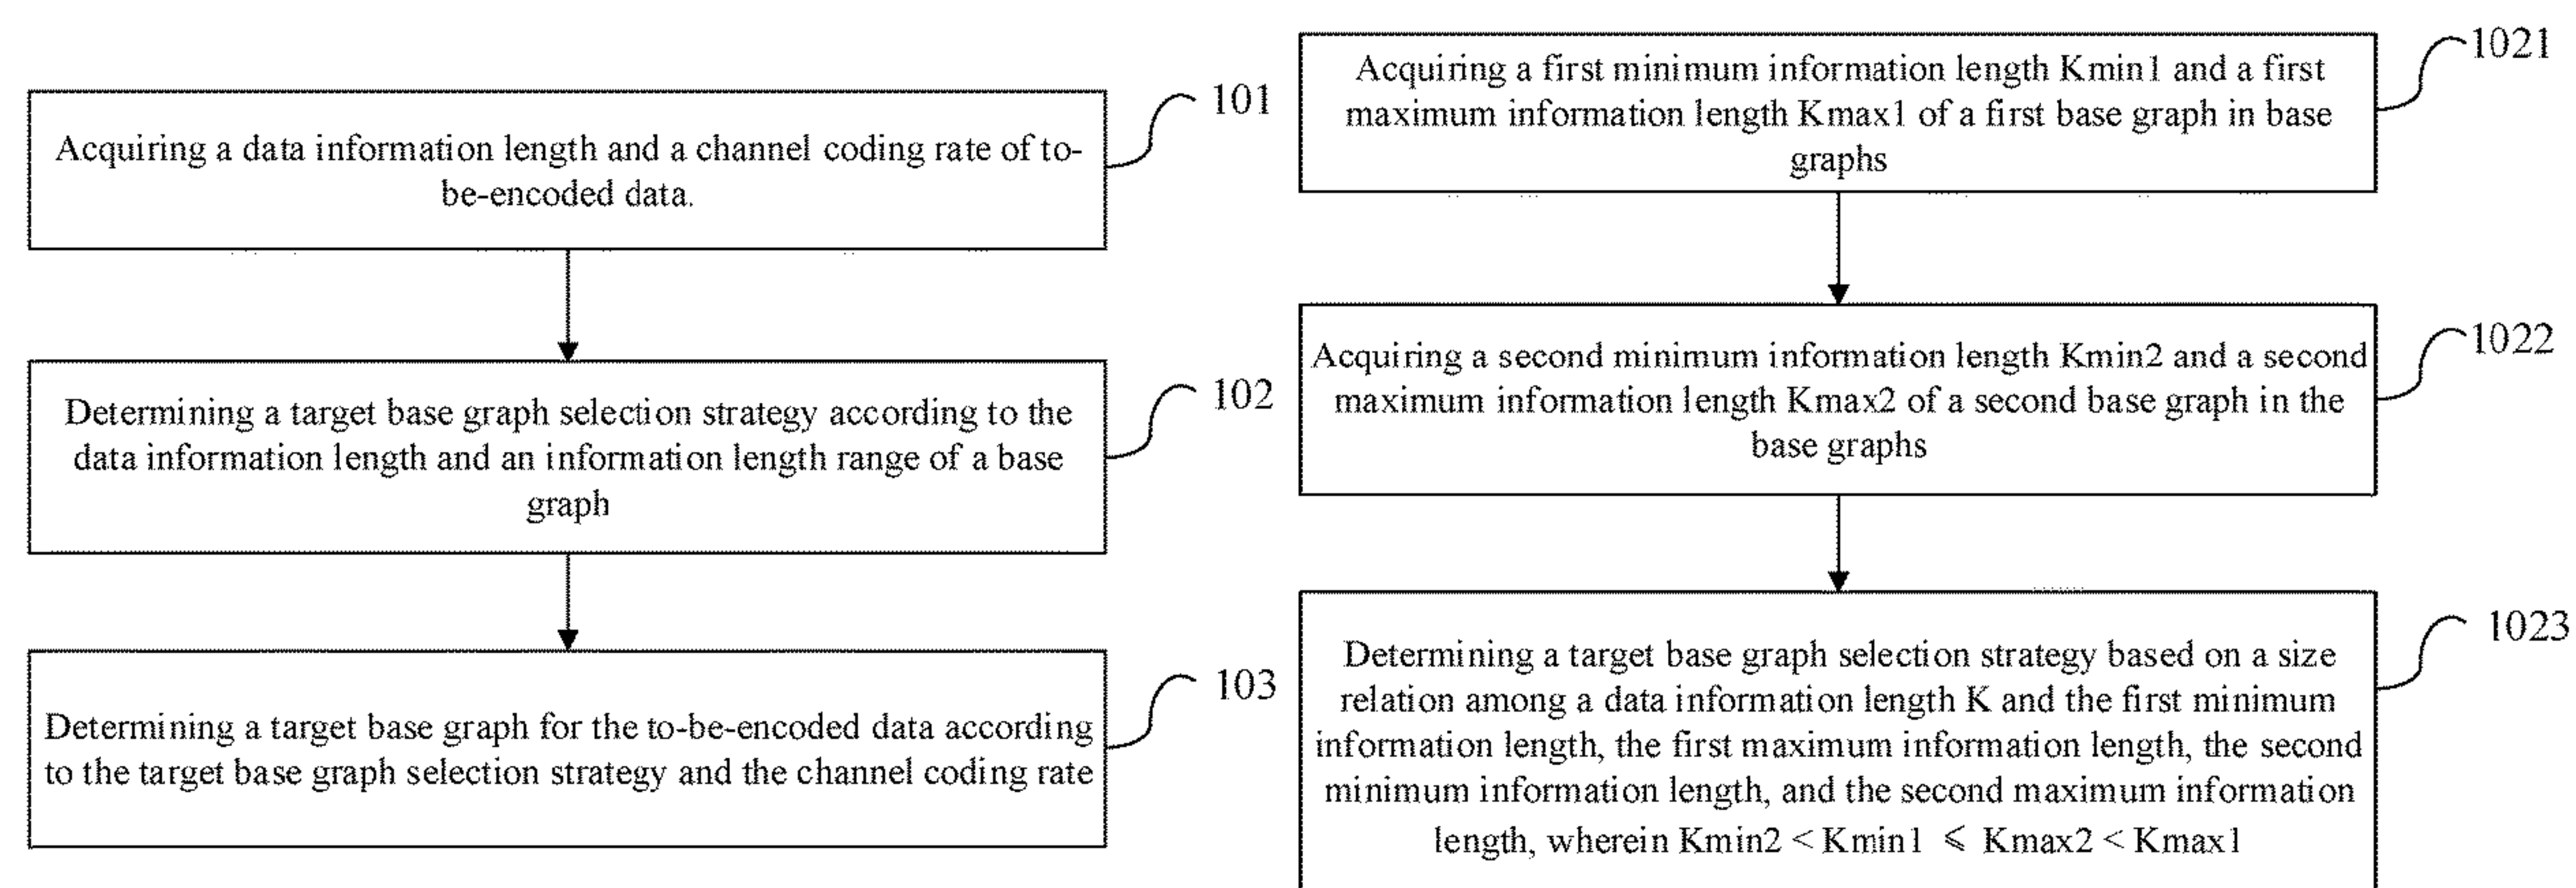 Acquiring a data information length and a channel coding rate of to-
be-encoded data.
101
Determining a target base graph selection strategy according to the
data information length and an information length range of a base
graph
102
Determining a target base graph for the to-be-encoded data according
to the target base graph selection strategy and the channel coding rate
103
Acquiring a first minimum information length Kmin1 and a first
maximum information length Kmax1 of a first base graph in base
graphs
1021
Acquiring a second minimum information length Kmin2 and a second
maximum information length Kmax2 of a second base graph in the
base graphs
1022
Determining a target base graph selection strategy based on a size
relation among a data information length K and the first minimum
information length, the first maximum information length, the second
minimum information length, and the second maximum information
length, wherein Kmin2 < Kmin1 ⩽ Kmax2 < Kmax1
1023